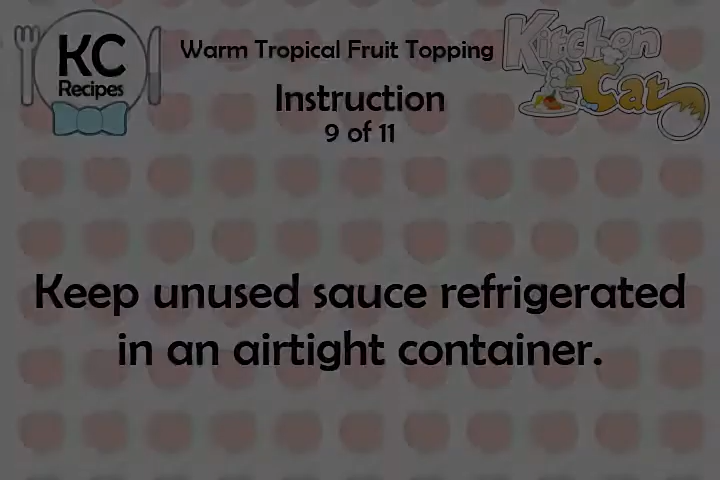 KC
Recipes
Warm Tropical Fruit Topping
Instruction
9 of 11
Kitchen
Cat
Keep unused sauce refrigerated
in an airtight container.